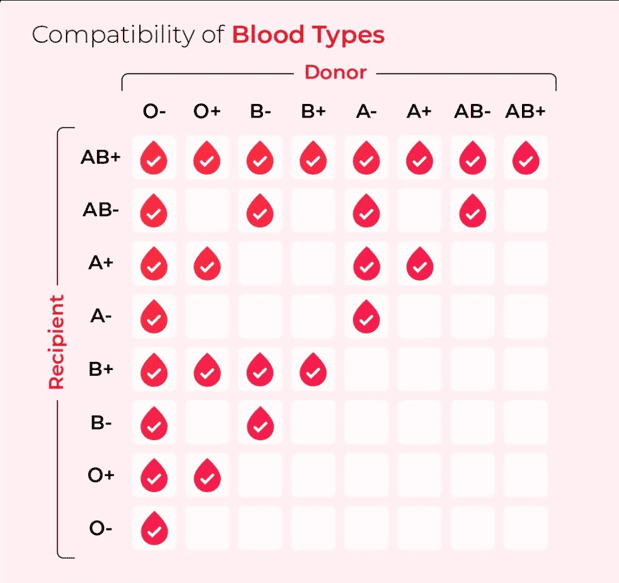 Compatibility of Blood Types
Donor
O- O+ B- B+ A- A+ AB- AB+
Recipient
AB+
AB-
A+
A-
B+
B-
O+
O-